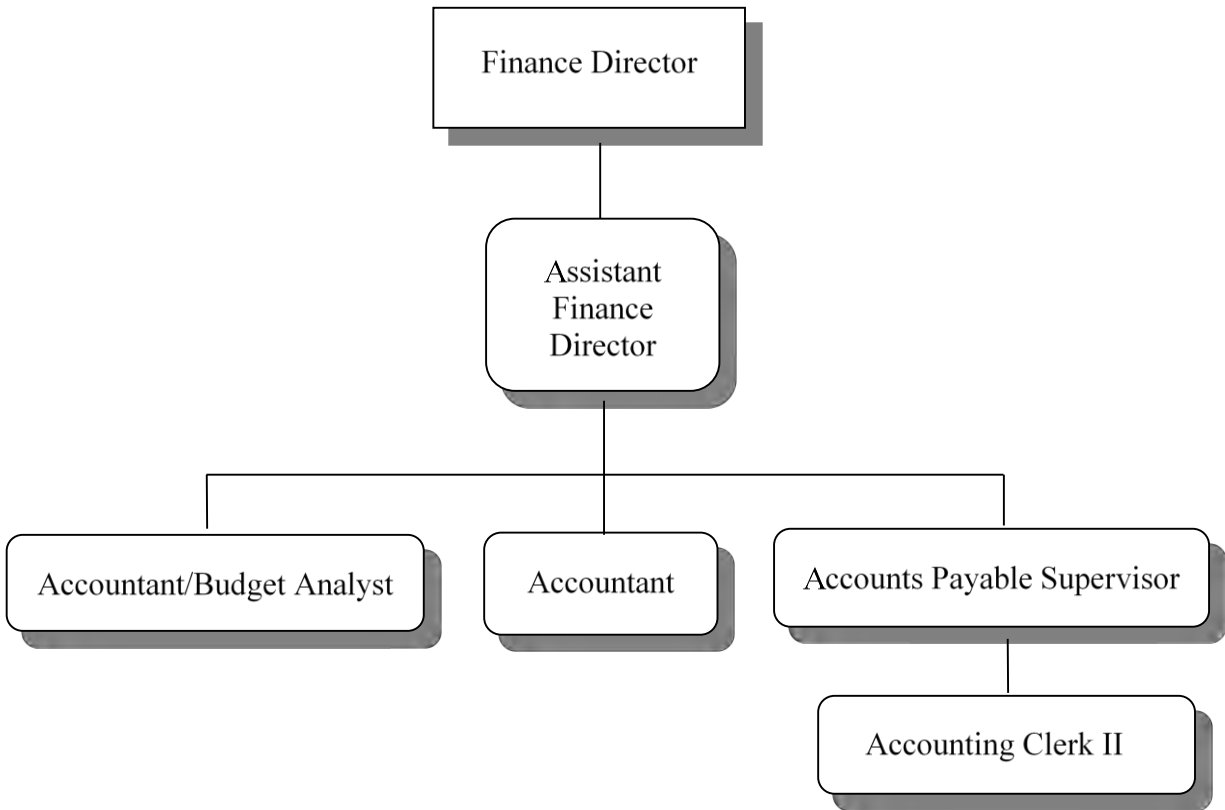 Finance Director
Assistant
Finance
Director
Accountant/Budget Analyst
Accountant
Accounts Payable Supervisor
Accounting Clerk II